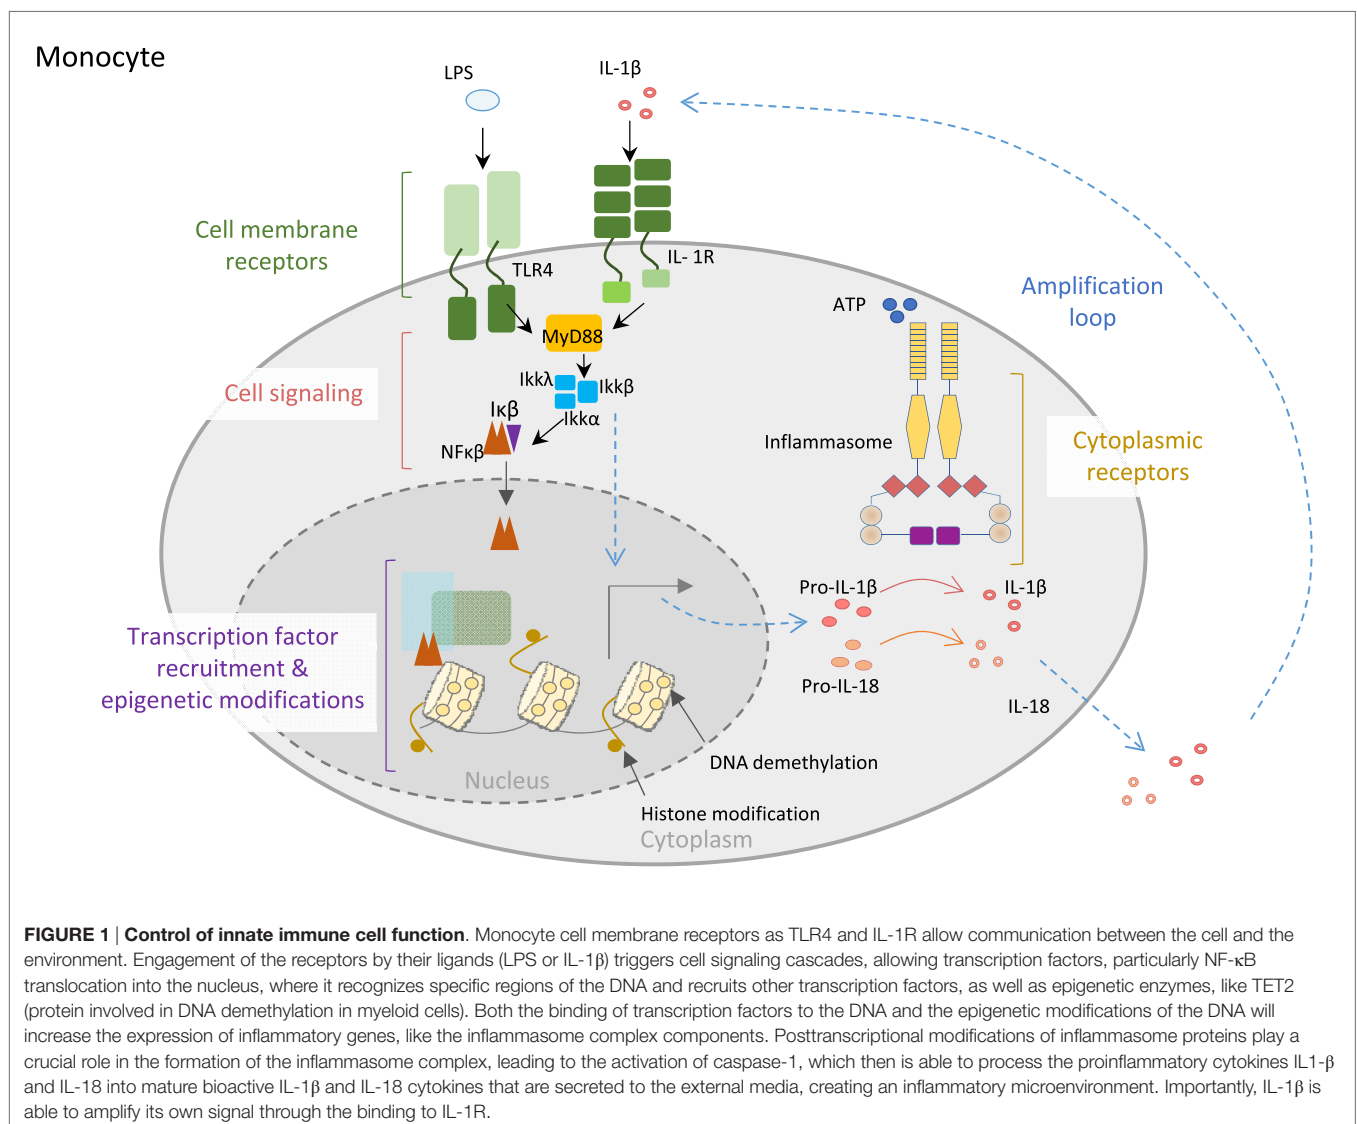 Monocyte
LPS
IL-1β
Cell membrane
receptors
TLR4
IL- 1R
ATP
Amplification
loop
MyD88
Cell signaling
Ikkλ
Ikkβ
Ikkα
Iκβ
NFκβ
Inflammasome
Cytoplasmic
receptors
Pro-IL-1β
IL-1β
Transcription factor
recruitment &
epigenetic modifications
Pro-IL-18
IL-18
DNA demethylation
Nucleus
Histone modification
Cytoplasm
FIGURE 1 | Control of innate immune cell function. Monocyte cell membrane receptors as TLR4 and IL-1R allow communication between the cell and the
environment. Engagement of the receptors by their ligands (LPS or IL-1β) triggers cell signaling cascades, allowing transcription factors, particularly NF-κB
translocation into the nucleus, where it recognizes specific regions of the DNA and recruits other transcription factors, as well as epigenetic enzymes, like TET2
(protein involved in DNA demethylation in myeloid cells). Both the binding of transcription factors to the DNA and the epigenetic modifications of the DNA will
increase the expression of inflammatory genes, like the inflammasome complex components. Posttranscriptional modifications of inflammasome proteins play a
crucial role in the formation of the inflammasome complex, leading to the activation of caspase-1, which then is able to process the proinflammatory cytokines IL1-β
and IL-18 into mature bioactive IL-1β and IL-18 cytokines that are secreted to the external media, creating an inflammatory microenvironment. Importantly, IL-1β is
able to amplify its own signal through the binding to IL-1R.